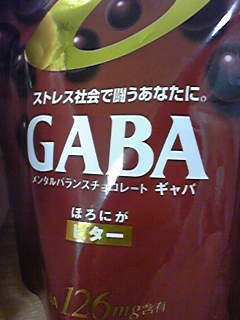 ストレス社会で闘うあなたに。
GABA
メンタルバランスチョコレート ギャバ
ほろにが
ビター
126mg含有